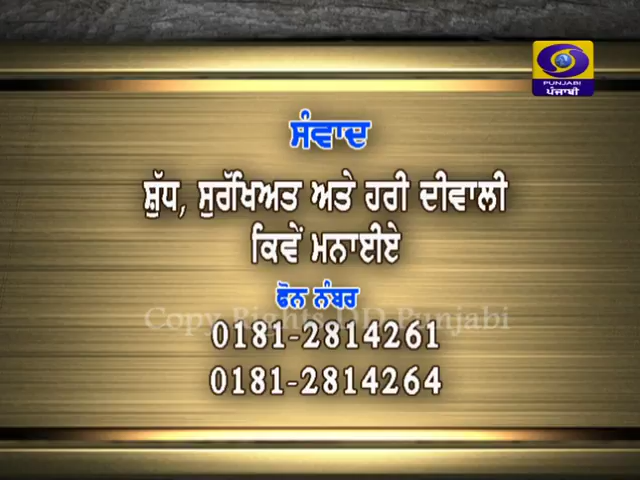 PUNJABI
ਪੰਜਾਬੀ
ਸੰਵਾਦ
ਸ਼ੁੱਧ, ਸੁਰੱਖਿਅਤ ਅਤੇ ਹਰੀ ਦੀਵਾਲੀ
ਕਿਵੇਂ ਮਨਾਈਏ
ਫੋਨ ਨੰਬਰ
Copy Rights DD Punjabi
0181-2814261
0181-2814264